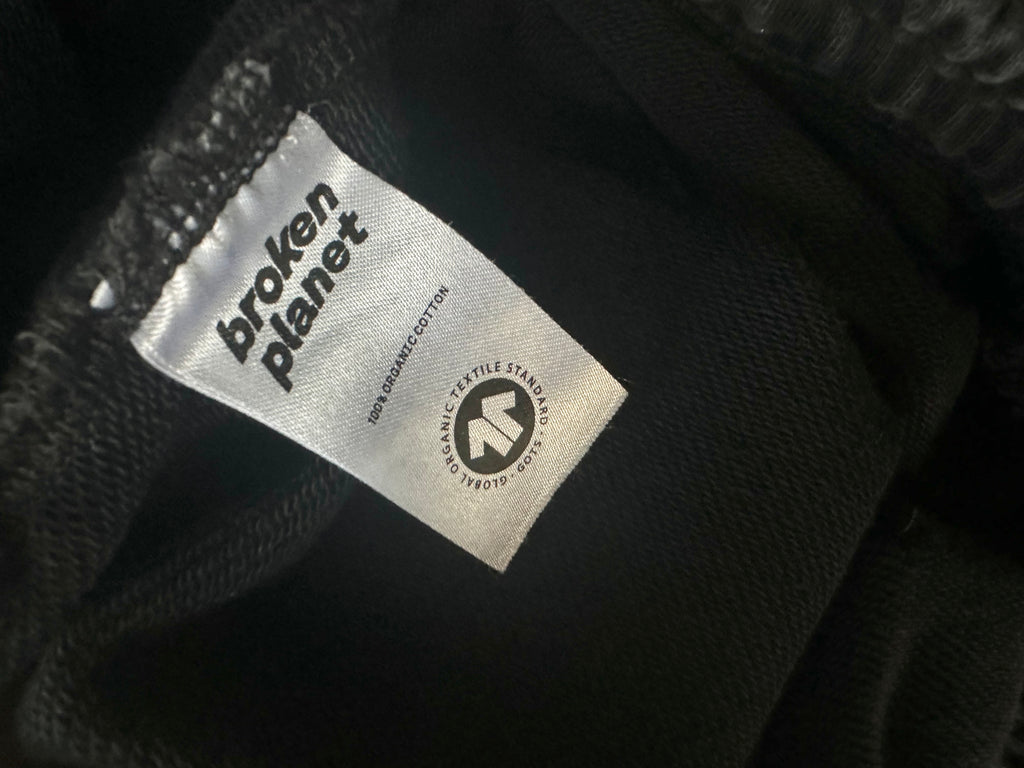 broken
planet
100% ORGANIC COTTON
GLOBAL ORGANIC TEXTILE STANDARD · GOTS ·